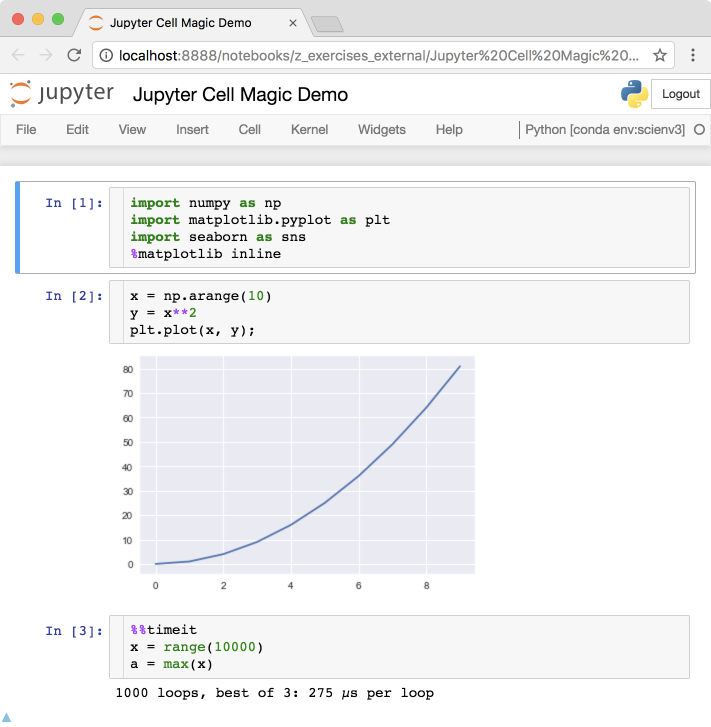 Jupyter Cell Magic Demo
localhost:8888/notebooks/z_exercises_external/Jupyter%20Cell%20Magic%20...
jupyter Jupyter Cell Magic Demo Logout
File Edit View Insert Cell Kernel Widgets Help Python [conda env:scienv3]
In [1]: import numpy as np
import matplotlib.pyplot as plt
import seaborn as sns
%matplotlib inline
In [2]: x = np.arange(10)
y = x**2
plt.plot(x, y);
80
70
60
50
40
30
20
10
0
0 2 4 6 8
In [3]: %%timeit
x = range(10000)
a = max(x)
1000 loops, best of 3: 275 µs per loop